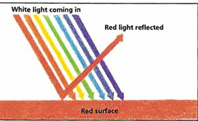 White light coming in
Red light reflected
Red surface